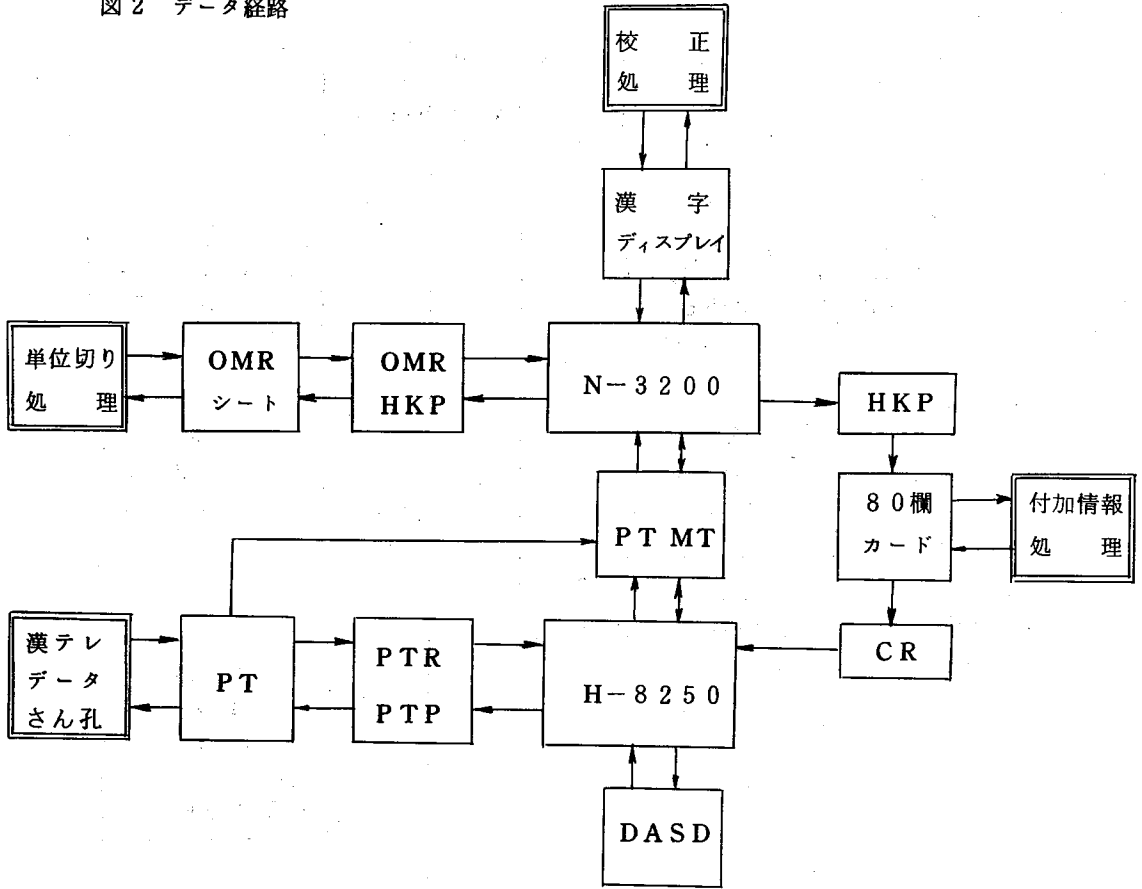 図2 データ経路
校 正
処 理
漢 字
ディスプレイ
単位切り
処 理
OMR
シート
OMR
HKP
N-3200
HKP
80欄
カード
付加情報
処 理
PT MT
漢テレ
データ
さん孔
PT
PTR
PTP
H-8250
CR
DASD